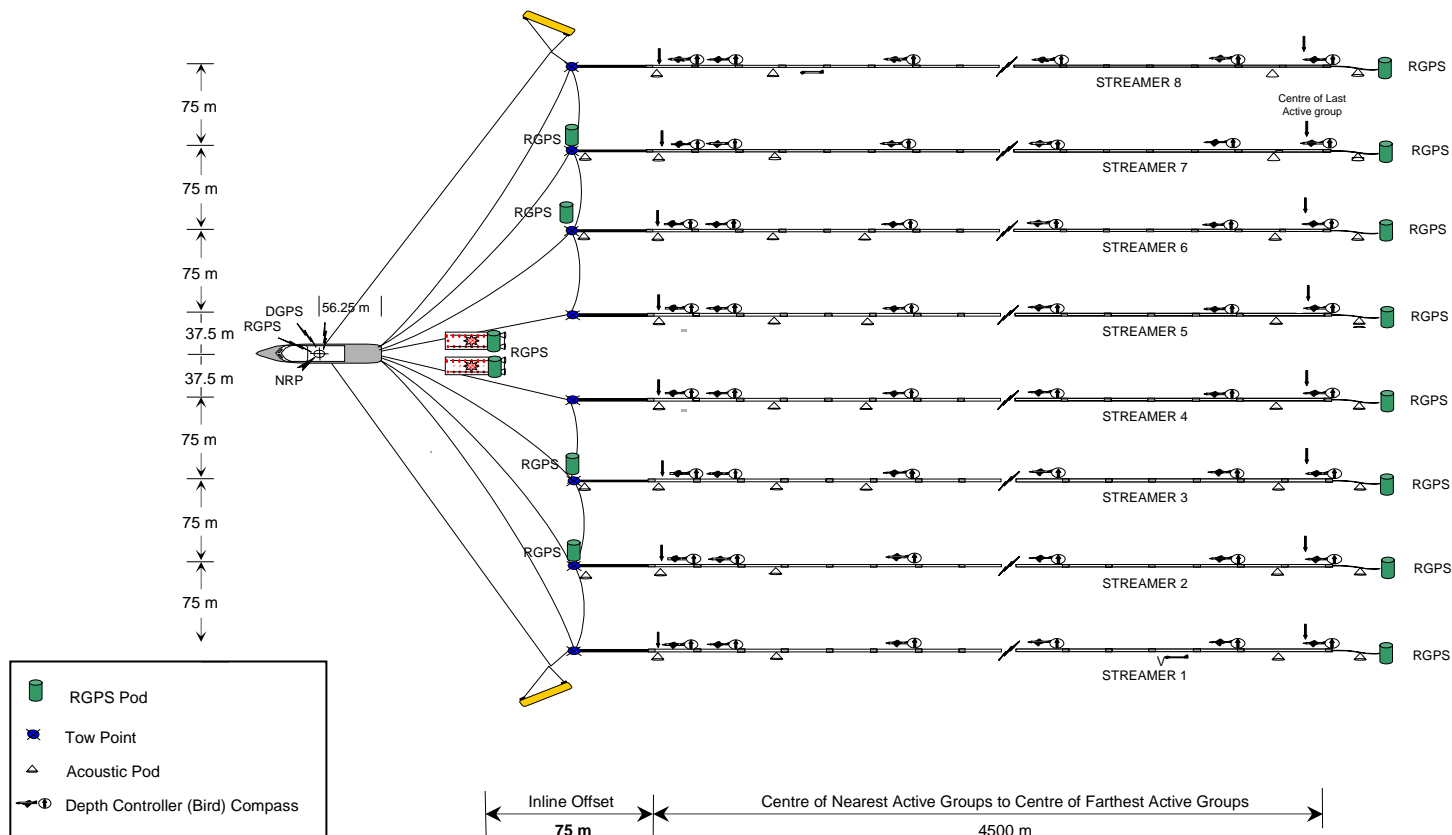 STREAMER 8
RGPS
75 m
Centre of Last
Active group
RGPS
STREAMER 7
RGPS
75 m
RGPS
STREAMER 6
RGPS
75 m
56.25 m
DGPS
RGPS
37.5 m
STREAMER 5
RGPS
RGPS
NRP
37.5 m
STREAMER 4
RGPS
75 m
RGPS
STREAMER 3
RGPS
75 m
RGPS
STREAMER 2
RGPS
75 m
V
STREAMER 1
RGPS
RGPS Pod
Tow Point
Acoustic Pod
Depth Controller (Bird) Compass
Inline Offset
75 m
Centre of Nearest Active Groups to Centre of Farthest Active Groups
4500 m